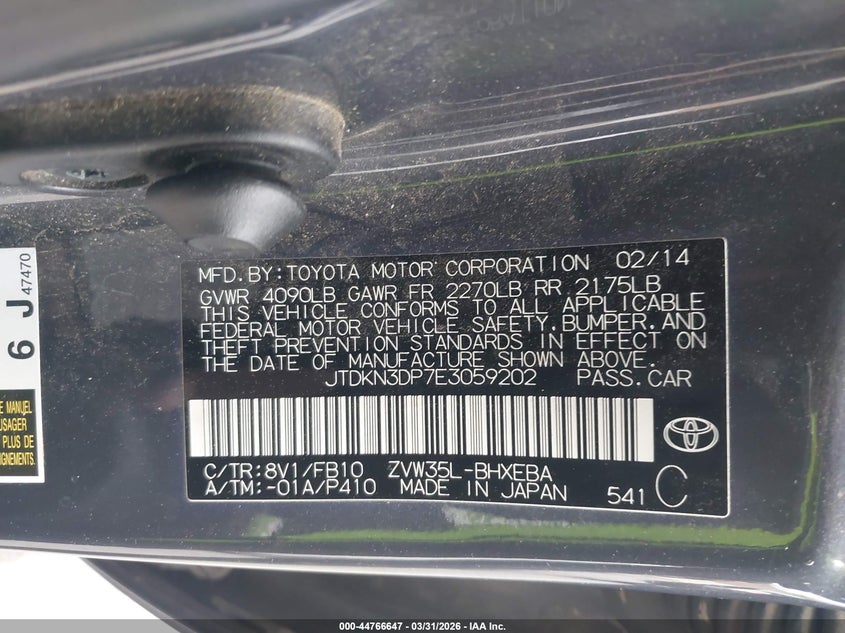 MFD. BY: TOYOTA MOTOR CORPORATION 02/14
GVWR 4090LB GAWR FR 2270LB RR 2175LB
THIS VEHICLE CONFORMS TO ALL APPLICABLE
FEDERAL MOTOR VEHICLE SAFETY, BUMPER, AND
THEFT PREVENTION STANDARDS IN EFFECT ON
THE DATE OF MANUFACTURE SHOWN ABOVE.
JTDKN3DP7E3059202 PASS. CAR
C/TR: 8V1/FB10 ZVW35L-BHXEBA
A/TM: -01A/P410 MADE IN JAPAN 541 C
6 J 47470
E MANUEL
USAGER
PLUS DE
IGNEMENTS.
000-44766647 - 03/31/2026 - IAA Inc.